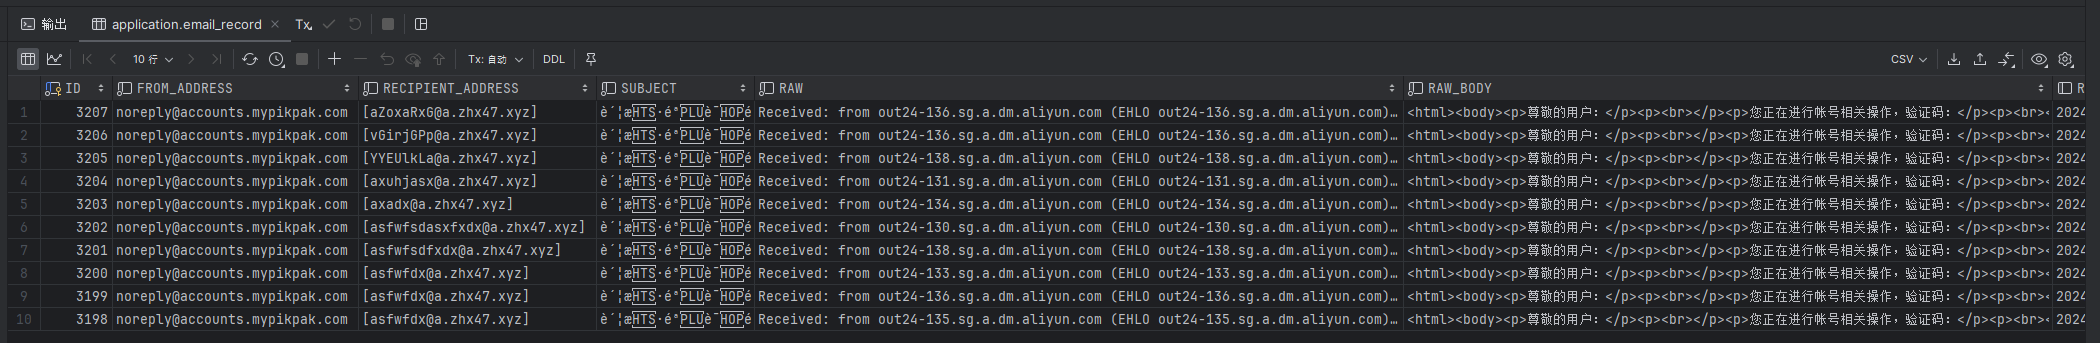 输出 application.email_record Tx
10 行 Tx: 自动 DDL CSV
ID FROM_ADDRESS RECIPIENT_ADDRESS SUBJECT RAW RAW_BODY R
1 3207 noreply@accounts.mypikpak.com [aZoxaRxG@a.zhx47.xyz] è´¦æHTS·éªPLUè¯HOPé Received: from out24-136.sg.a.dm.aliyun.com (EHLO out24-136.sg.a.dm.aliyun.com)… <html><body><p>尊敬的用户：</p><p><br></p><p>您正在进行帐号相关操作，验证码：</p><p><br>< 2024
2 3206 noreply@accounts.mypikpak.com [vGirjGPp@a.zhx47.xyz] è´¦æHTS·éªPLUè¯HOPé Received: from out24-136.sg.a.dm.aliyun.com (EHLO out24-136.sg.a.dm.aliyun.com)… <html><body><p>尊敬的用户：</p><p><br></p><p>您正在进行帐号相关操作，验证码：</p><p><br>< 2024
3 3205 noreply@accounts.mypikpak.com [YYEUlkLa@a.zhx47.xyz] è´¦æHTS·éªPLUè¯HOPé Received: from out24-138.sg.a.dm.aliyun.com (EHLO out24-138.sg.a.dm.aliyun.com)… <html><body><p>尊敬的用户：</p><p><br></p><p>您正在进行帐号相关操作，验证码：</p><p><br>< 2024
4 3204 noreply@accounts.mypikpak.com [axuhjasx@a.zhx47.xyz] è´¦æHTS·éªPLUè¯HOPé Received: from out24-131.sg.a.dm.aliyun.com (EHLO out24-131.sg.a.dm.aliyun.com)… <html><body><p>尊敬的用户：</p><p><br></p><p>您正在进行帐号相关操作，验证码：</p><p><br>< 2024
5 3203 noreply@accounts.mypikpak.com [axadx@a.zhx47.xyz] è´¦æHTS·éªPLUè¯HOPé Received: from out24-134.sg.a.dm.aliyun.com (EHLO out24-134.sg.a.dm.aliyun.com)… <html><body><p>尊敬的用户：</p><p><br></p><p>您正在进行帐号相关操作，验证码：</p><p><br>< 2024
6 3202 noreply@accounts.mypikpak.com [asfwfsdasxfxdx@a.zhx47.xyz] è´¦æHTS·éªPLUè¯HOPé Received: from out24-130.sg.a.dm.aliyun.com (EHLO out24-130.sg.a.dm.aliyun.com)… <html><body><p>尊敬的用户：</p><p><br></p><p>您正在进行帐号相关操作，验证码：</p><p><br>< 2024
7 3201 noreply@accounts.mypikpak.com [asfwfsdfxdx@a.zhx47.xyz] è´¦æHTS·éªPLUè¯HOPé Received: from out24-138.sg.a.dm.aliyun.com (EHLO out24-138.sg.a.dm.aliyun.com)… <html><body><p>尊敬的用户：</p><p><br></p><p>您正在进行帐号相关操作，验证码：</p><p><br>< 2024
8 3200 noreply@accounts.mypikpak.com [asfwfdx@a.zhx47.xyz] è´¦æHTS·éªPLUè¯HOPé Received: from out24-133.sg.a.dm.aliyun.com (EHLO out24-133.sg.a.dm.aliyun.com)… <html><body><p>尊敬的用户：</p><p><br></p><p>您正在进行帐号相关操作，验证码：</p><p><br>< 2024
9 3199 noreply@accounts.mypikpak.com [asfwfdx@a.zhx47.xyz] è´¦æHTS·éªPLUè¯HOPé Received: from out24-136.sg.a.dm.aliyun.com (EHLO out24-136.sg.a.dm.aliyun.com)… <html><body><p>尊敬的用户：</p><p><br></p><p>您正在进行帐号相关操作，验证码：</p><p><br>< 2024
10 3198 noreply@accounts.mypikpak.com [asfwfdx@a.zhx47.xyz] è´¦æHTS·éªPLUè¯HOPé Received: from out24-135.sg.a.dm.aliyun.com (EHLO out24-135.sg.a.dm.aliyun.com)… <html><body><p>尊敬的用户：</p><p><br></p><p>您正在进行帐号相关操作，验证码：</p><p><br>< 2024